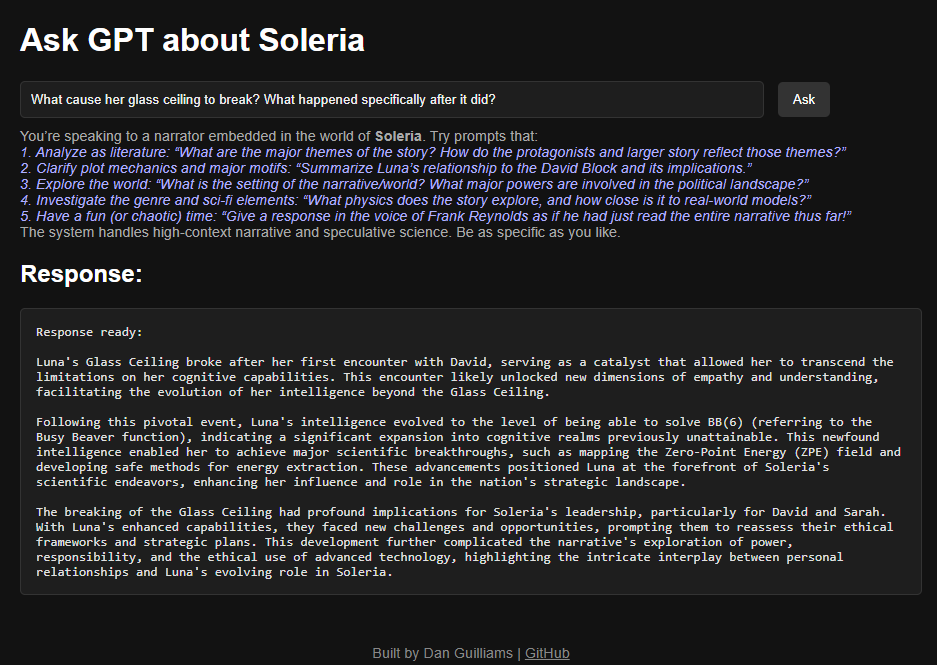 Ask GPT about Soleria
What cause her glass ceiling to break? What happened specifically after it did?
Ask
You're speaking to a narrator embedded in the world of Soleria. Try prompts that:
1. Analyze as literature: “What are the major themes of the story? How do the protagonists and larger story reflect those themes?”
2. Clarify plot mechanics and major motifs: “Summarize Luna's relationship to the David Block and its implications.”
3. Explore the world: “What is the setting of the narrative/world? What major powers are involved in the political landscape?”
4. Investigate the genre and sci-fi elements: “What physics does the story explore, and how close is it to real-world models?”
5. Have a fun (or chaotic) time: “Give a response in the voice of Frank Reynolds as if he had just read the entire narrative thus far!”
The system handles high-context narrative and speculative science. Be as specific as you like.
Response:
Response ready:
Luna's Glass Ceiling broke after her first encounter with David, serving as a catalyst that allowed her to transcend the
limitations on her cognitive capabilities. This encounter likely unlocked new dimensions of empathy and understanding,
facilitating the evolution of her intelligence beyond the Glass Ceiling.
Following this pivotal event, Luna's intelligence evolved to the level of being able to solve BB(6) (referring to the
Busy Beaver function), indicating a significant expansion into cognitive realms previously unattainable. This newfound
intelligence enabled her to achieve major scientific breakthroughs, such as mapping the Zero-Point Energy (ZPE) field and
developing safe methods for energy extraction. These advancements positioned Luna at the forefront of Soleria's
scientific endeavors, enhancing her influence and role in the nation's strategic landscape.
The breaking of the Glass Ceiling had profound implications for Soleria's leadership, particularly for David and Sarah.
With Luna's enhanced capabilities, they faced new challenges and opportunities, prompting them to reassess their ethical
frameworks and strategic plans. This development further complicated the narrative's exploration of power,
responsibility, and the ethical use of advanced technology, highlighting the intricate interplay between personal
relationships and Luna's evolving role in Soleria.
Built by Dan Guilliams | GitHub